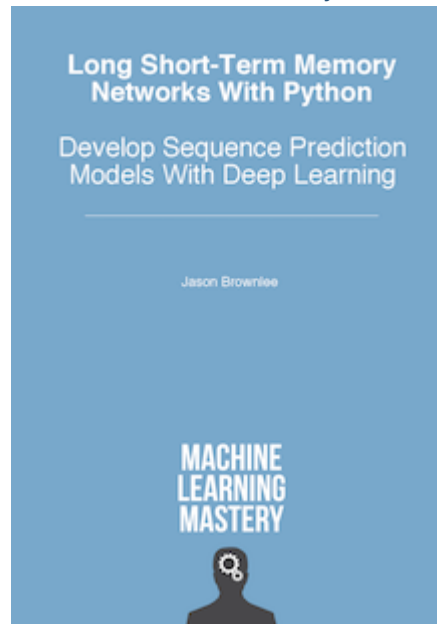 Long Short-Term Memory
Networks With Python
Develop Sequence Prediction
Models With Deep Learning
Jason Brownlee
MACHINE
LEARNING
MASTERY